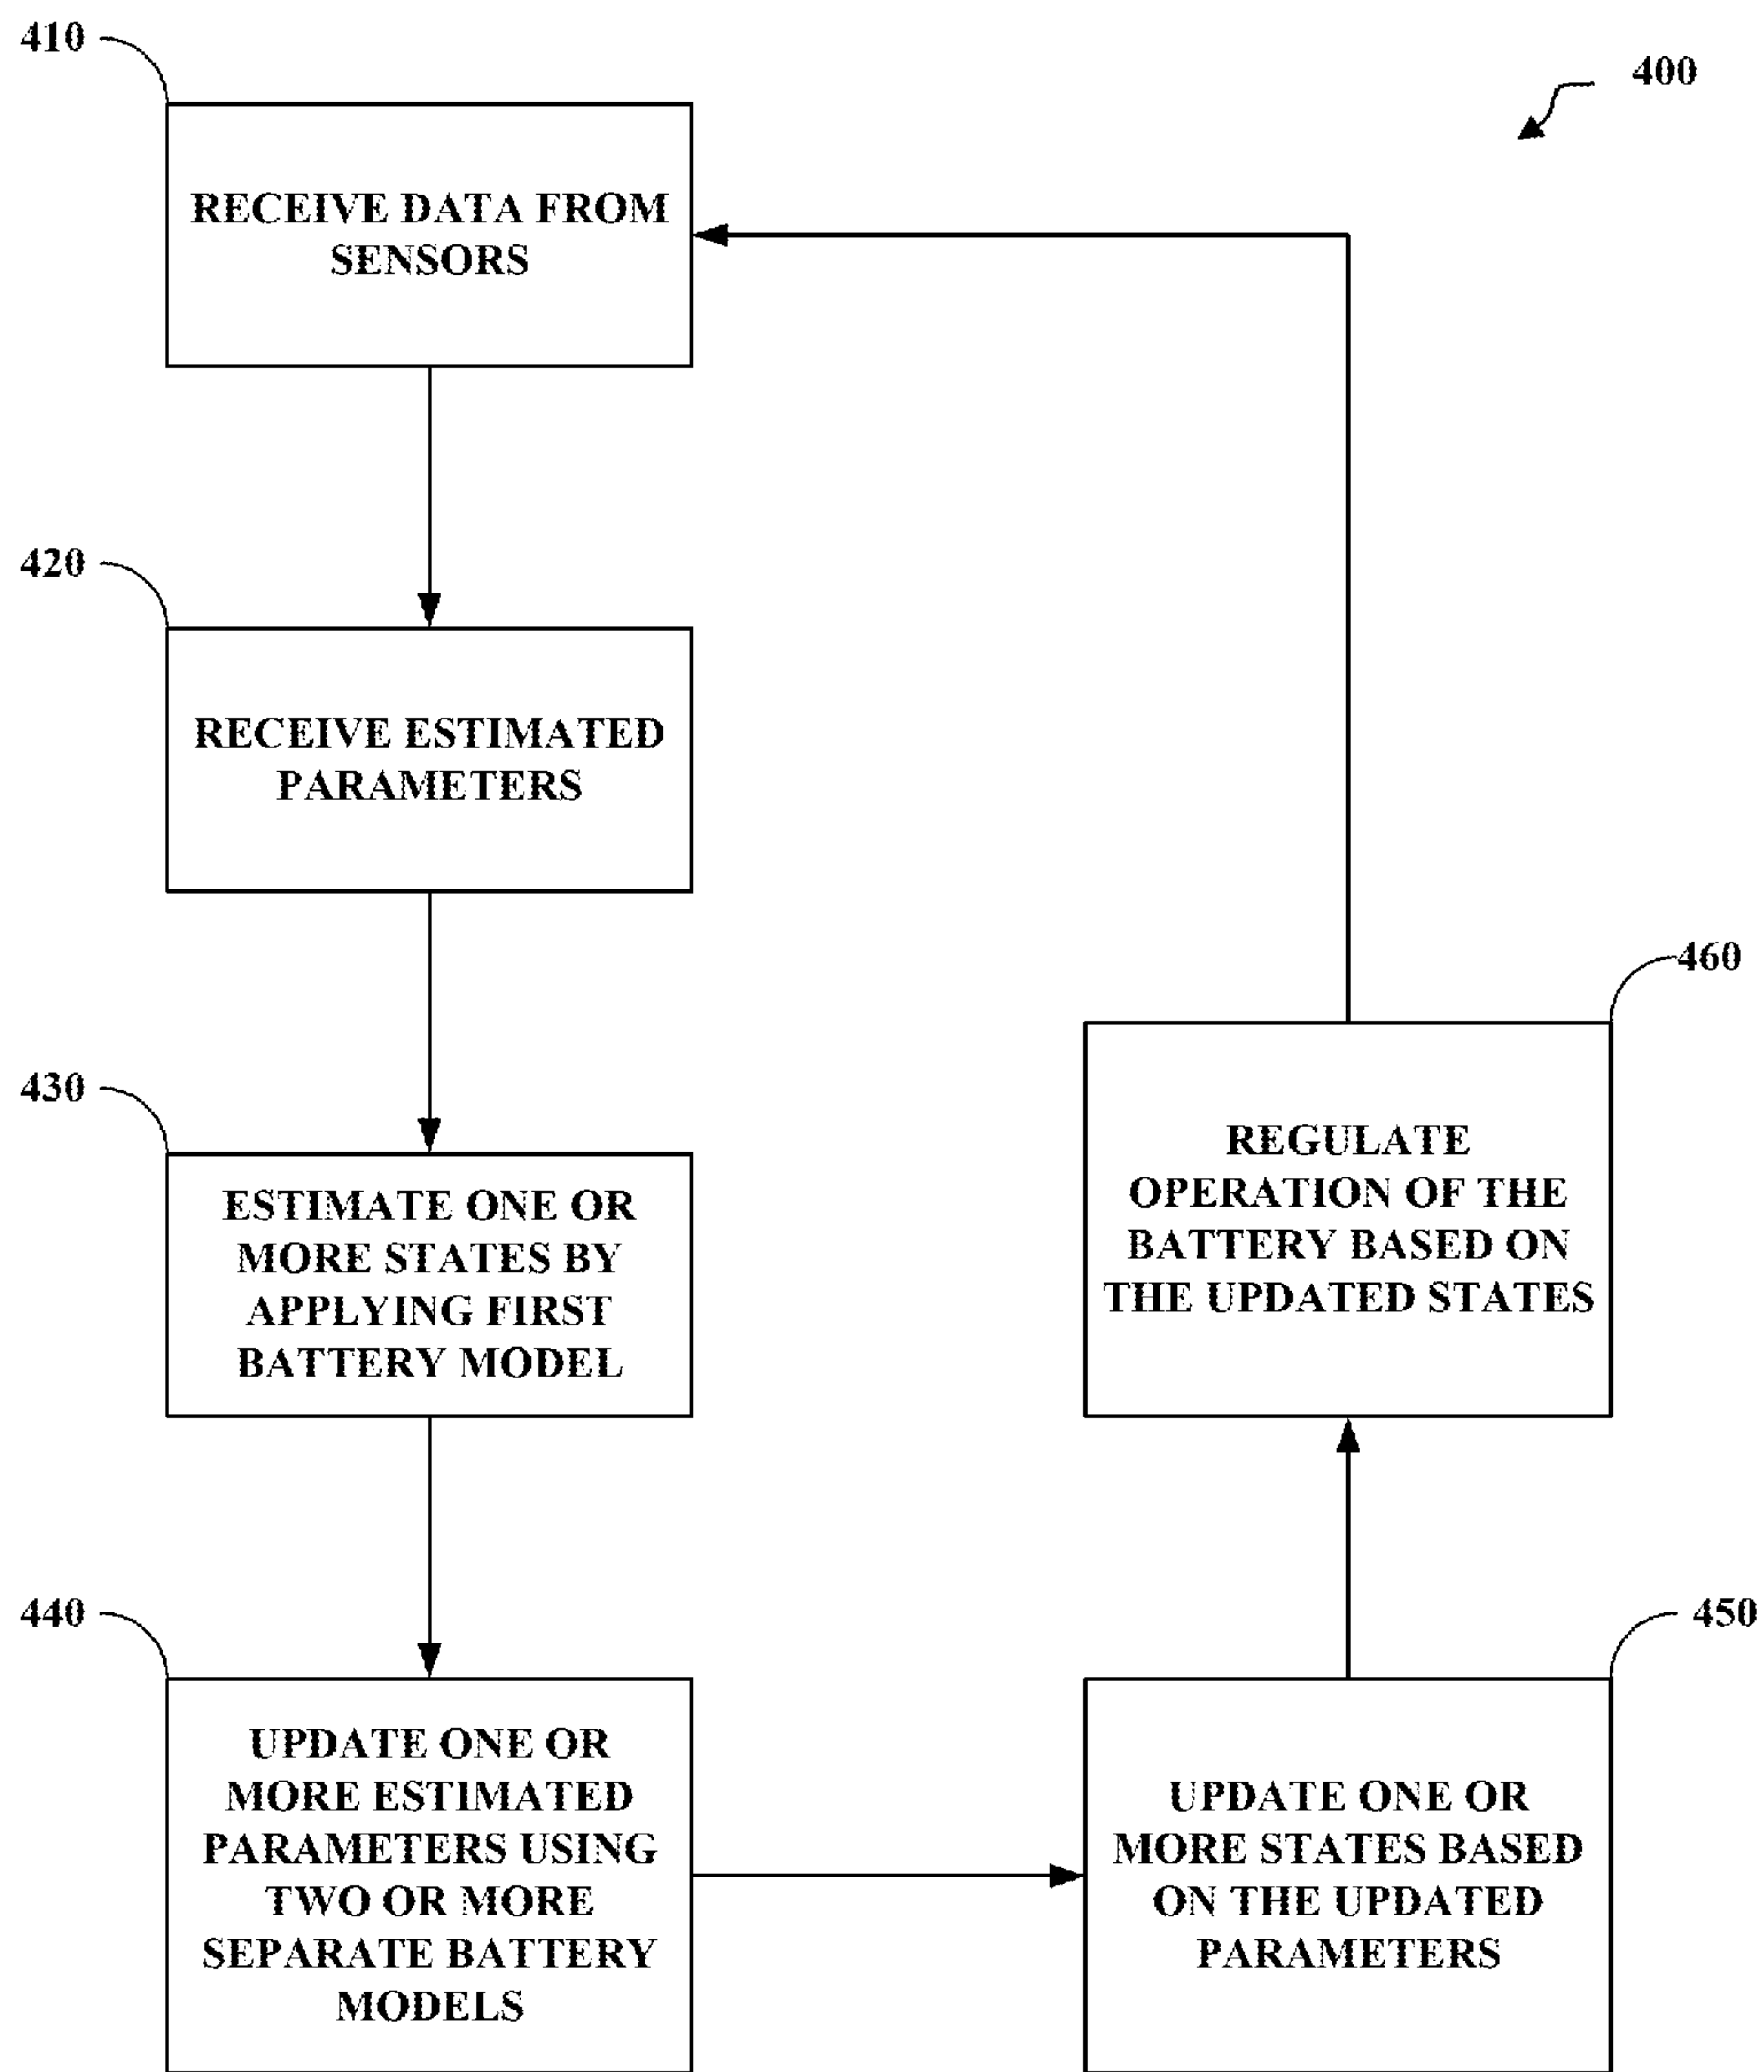 410
400
RECEIVE DATA FROM
SENSORS
420
RECEIVE ESTIMATED
PARAMETERS
430
ESTIMATE ONE OR
MORE STATES BY
APPLYING FIRST
BATTERY MODEL
440
UPDATE ONE OR
MORE ESTIMATED
PARAMETERS USING
TWO OR MORE
SEPARATE BATTERY
MODELS
450
UPDATE ONE OR
MORE STATES BASED
ON THE UPDATED
PARAMETERS
460
REGULATE
OPERATION OF THE
BATTERY BASED ON
THE UPDATED STATES